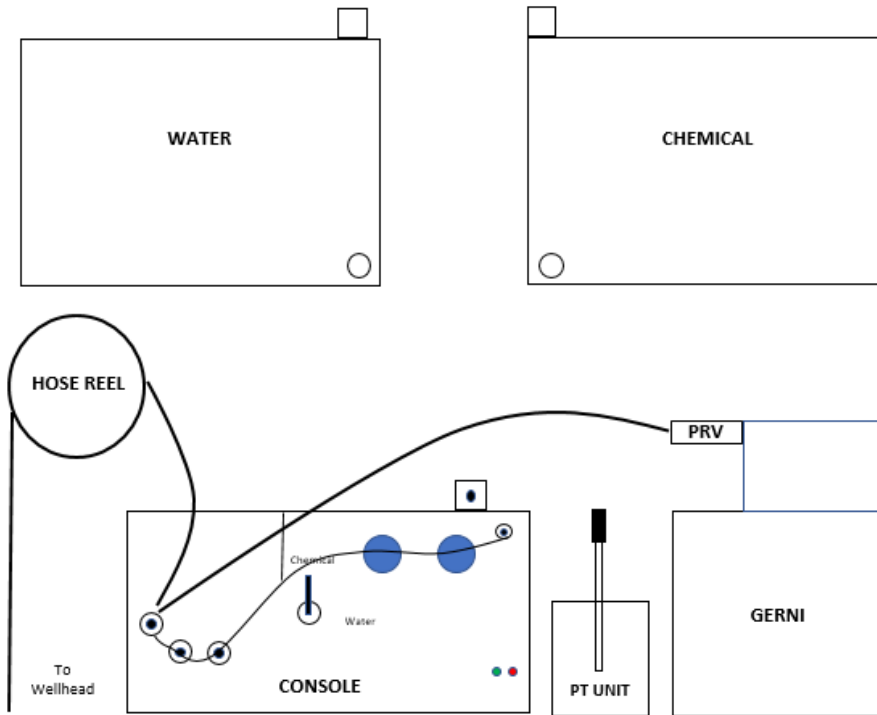 WATER
CHEMICAL
HOSE REEL
PRV
Chemical
Water
GERNI
To
Wellhead
CONSOLE
PT UNIT